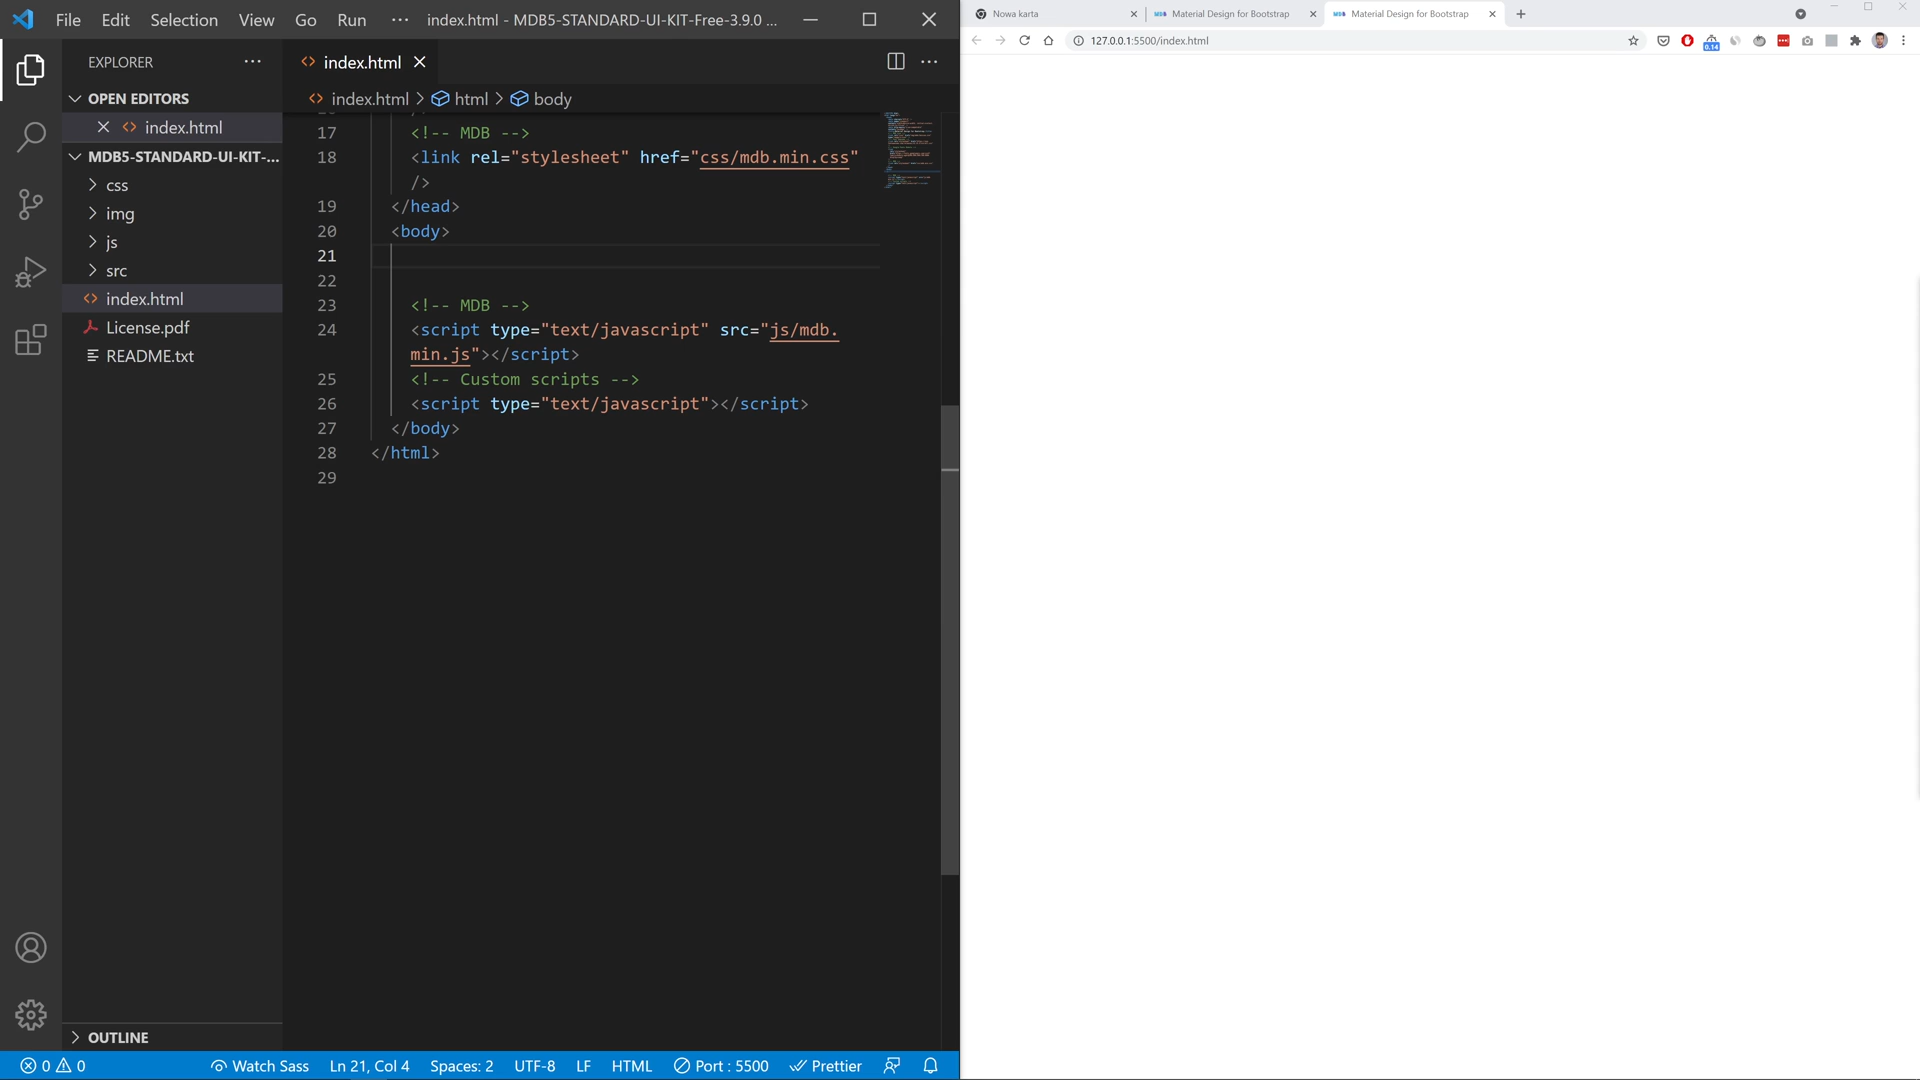 File Edit Selection View Go Run ··· index.html - MDB5-STANDARD-UI-KIT-Free-3.9.0 ...
EXPLORER ···
OPEN EDITORS
index.html
MDB5-STANDARD-UI-KIT-...
css
img
js
src
index.html
License.pdf
README.txt
OUTLINE
index.html
index.html > html > body
17 <!-- MDB -->
18 <link rel="stylesheet" href="css/mdb.min.css"
/>
19 </head>
20 <body>
21
22
23 <!-- MDB -->
24 <script type="text/javascript" src="js/mdb.
min.js"></script>
25 <!-- Custom scripts -->
26 <script type="text/javascript"></script>
27 </body>
28 </html>
29
0 0 Watch Sass Ln 21, Col 4 Spaces: 2 UTF-8 LF HTML Port : 5500 Prettier
Nowa karta
Material Design for Bootstrap
Material Design for Bootstrap
127.0.0.1:5500/index.html
0.14